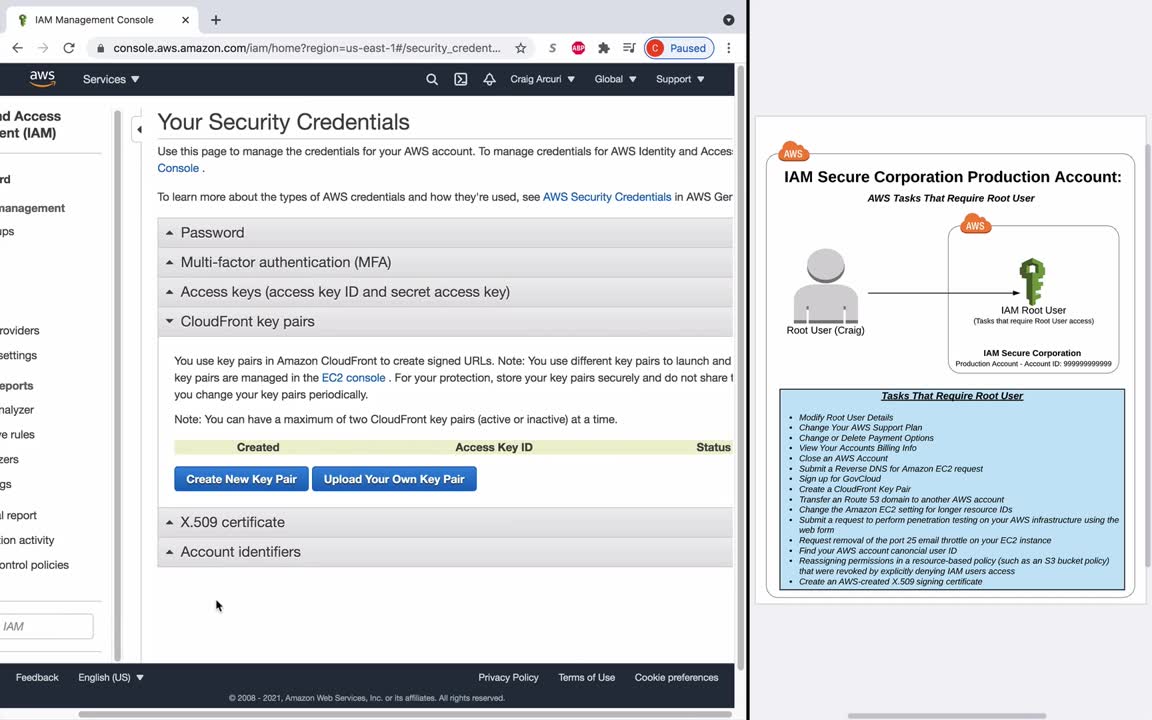 IAM Management Console
console.aws.amazon.com/iam/home?region=us-east-1#/security_credent...
S
ABP
C Paused
aws
Services
Craig Arcuri
Global
Support
nd Access
ent (IAM)
rd
management
ups
roviders
settings
eports
nalyzer
ve rules
zers
gs
l report
tion activity
ontrol policies
IAM
Your Security Credentials
Use this page to manage the credentials for your AWS account. To manage credentials for AWS Identity and Acces
Console .
To learn more about the types of AWS credentials and how they're used, see AWS Security Credentials in AWS Ger
Password
Multi-factor authentication (MFA)
Access keys (access key ID and secret access key)
CloudFront key pairs
You use key pairs in Amazon CloudFront to create signed URLs. Note: You use different key pairs to launch and
key pairs are managed in the EC2 console . For your protection, store your key pairs securely and do not share t
you change your key pairs periodically.
Note: You can have a maximum of two CloudFront key pairs (active or inactive) at a time.
Created Access Key ID Status
Create New Key Pair Upload Your Own Key Pair
X.509 certificate
Account identifiers
Feedback English (US) Privacy Policy Terms of Use Cookie preferences
© 2008 - 2021, Amazon Web Services, Inc. or its affiliates. All rights reserved.
AWS
IAM Secure Corporation Production Account:
AWS Tasks That Require Root User
AWS
Root User (Craig)
IAM Root User
(Tasks that require Root User access)
IAM Secure Corporation
Production Account - Account ID: 999999999999
Tasks That Require Root User
• Modify Root User Details
• Change Your AWS Support Plan
• Change or Delete Payment Options
• View Your Accounts Billing Info
• Close an AWS Account
• Submit a Reverse DNS for Amazon EC2 request
• Sign up for GovCloud
• Create a CloudFront Key Pair
• Transfer an Route 53 domain to another AWS account
• Change the Amazon EC2 setting for longer resource IDs
• Submit a request to perform penetration testing on your AWS infrastructure using the
web form
• Request removal of the port 25 email throttle on your EC2 instance
• Find your AWS account canoncial user ID
• Reassigning permissions in a resource-based policy (such as an S3 bucket policy)
that were revoked by explicitly denying IAM users access
• Create an AWS-created X.509 signing certificate